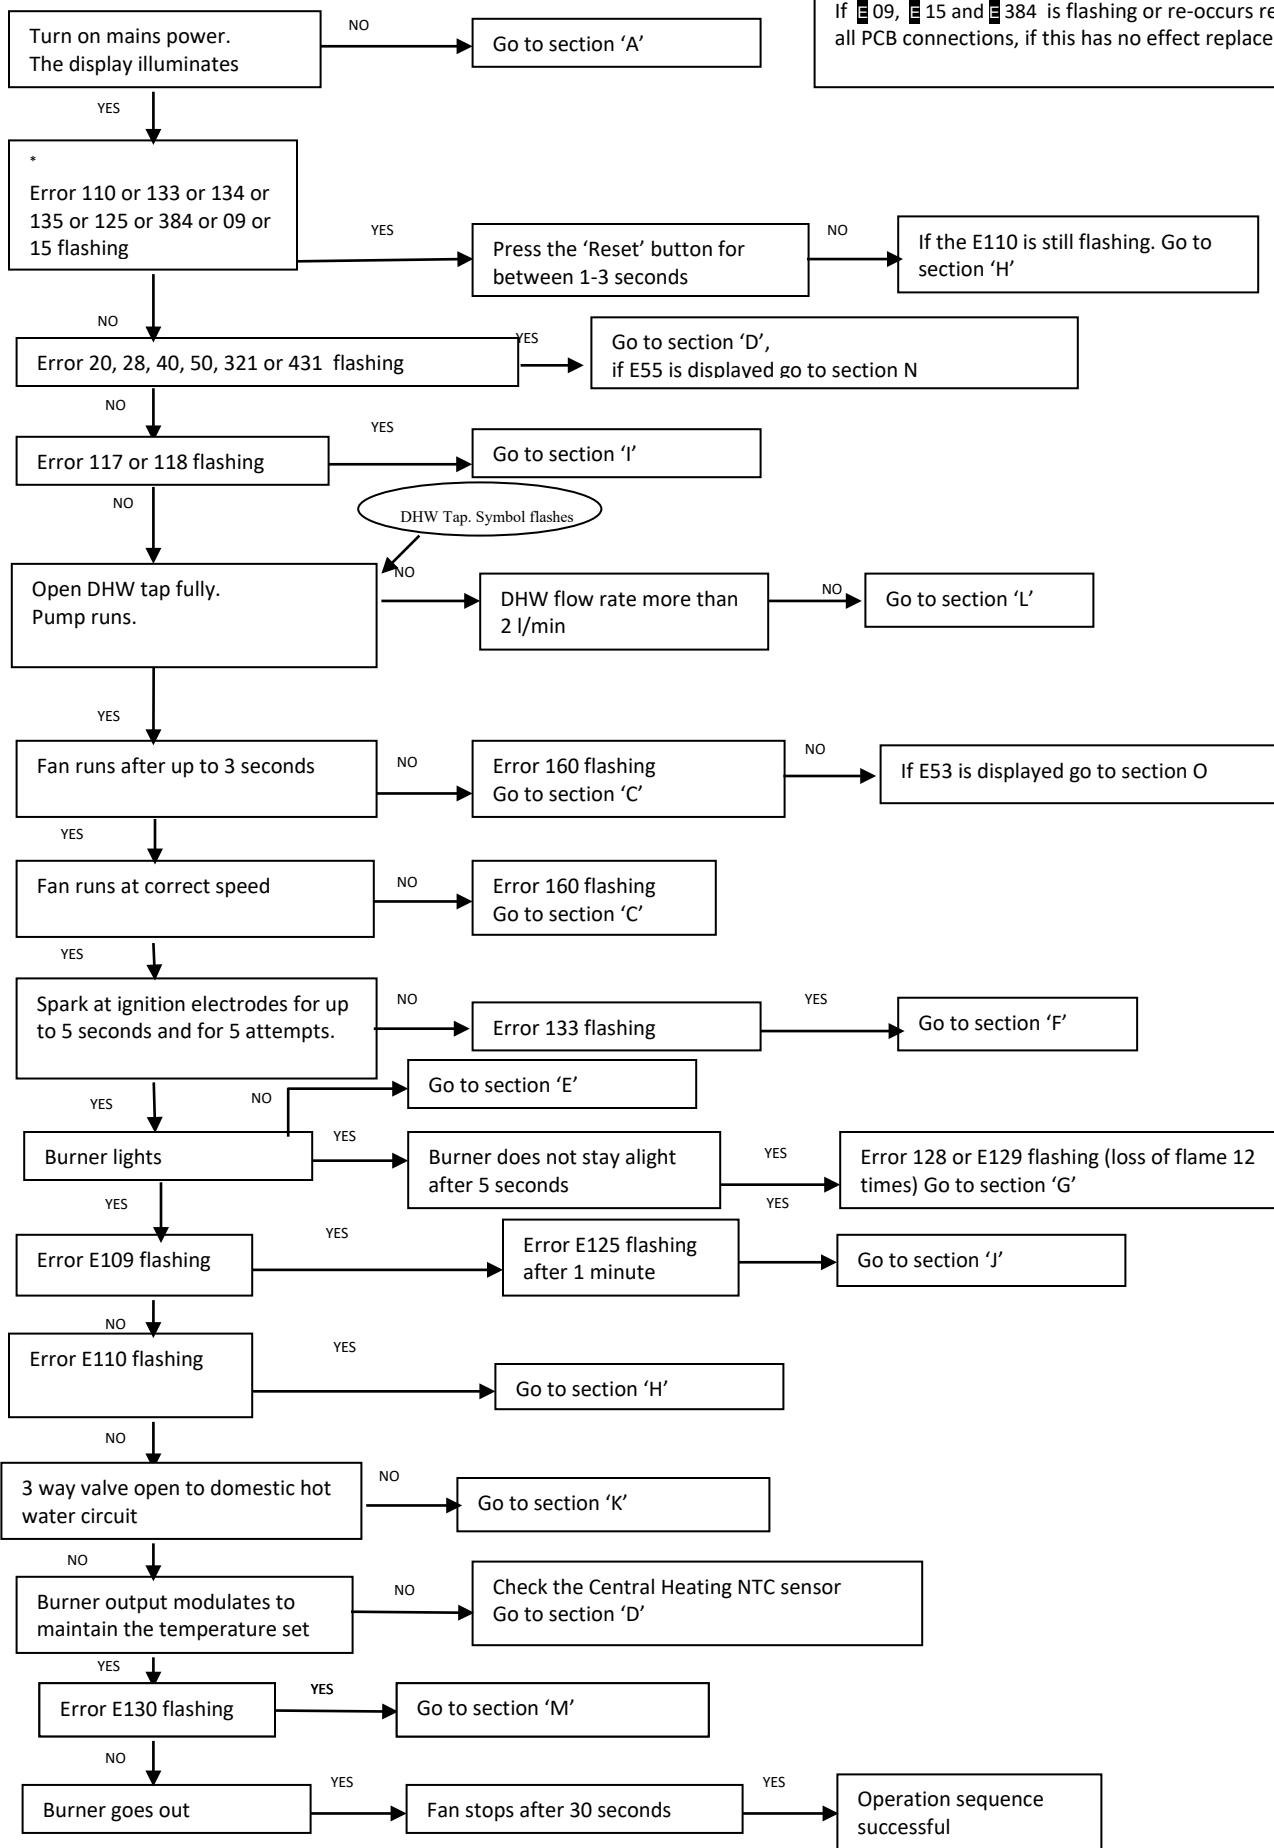 If E 09, E 15 and E 384 is flashing or re-occurs re
all PCB connections, if this has no effect replace
Turn on mains power.
The display illuminates
NO
Go to section ‘A’
YES
*
Error 110 or 133 or 134 or
135 or 125 or 384 or 09 or
15 flashing
YES
Press the ‘Reset’ button for
between 1-3 seconds
NO
If the E110 is still flashing. Go to
section ‘H’
NO
Error 20, 28, 40, 50, 321 or 431 flashing
YES
Go to section ‘D’,
if E55 is displayed go to section N
NO
Error 117 or 118 flashing
YES
Go to section ‘I’
NO
DHW Tap. Symbol flashes
Open DHW tap fully.
Pump runs.
NO
DHW flow rate more than
2 l/min
NO
Go to section ‘L’
YES
Fan runs after up to 3 seconds
NO
Error 160 flashing
Go to section ‘C’
NO
If E53 is displayed go to section O
YES
Fan runs at correct speed
NO
Error 160 flashing
Go to section ‘C’
YES
Spark at ignition electrodes for up
to 5 seconds and for 5 attempts.
NO
Error 133 flashing
YES
Go to section ‘F’
YES
NO
Go to section ‘E’
Burner lights
YES
Burner does not stay alight
after 5 seconds
YES
Error 128 or E129 flashing (loss of flame 12
times) Go to section ‘G’
YES
Error E109 flashing
YES
Error E125 flashing
after 1 minute
YES
Go to section ‘J’
NO
Error E110 flashing
YES
Go to section ‘H’
NO
3 way valve open to domestic hot
water circuit
NO
Go to section ‘K’
NO
Burner output modulates to
maintain the temperature set
NO
Check the Central Heating NTC sensor
Go to section ‘D’
YES
Error E130 flashing
YES
Go to section ‘M’
NO
Burner goes out
YES
Fan stops after 30 seconds
YES
Operation sequence
successful